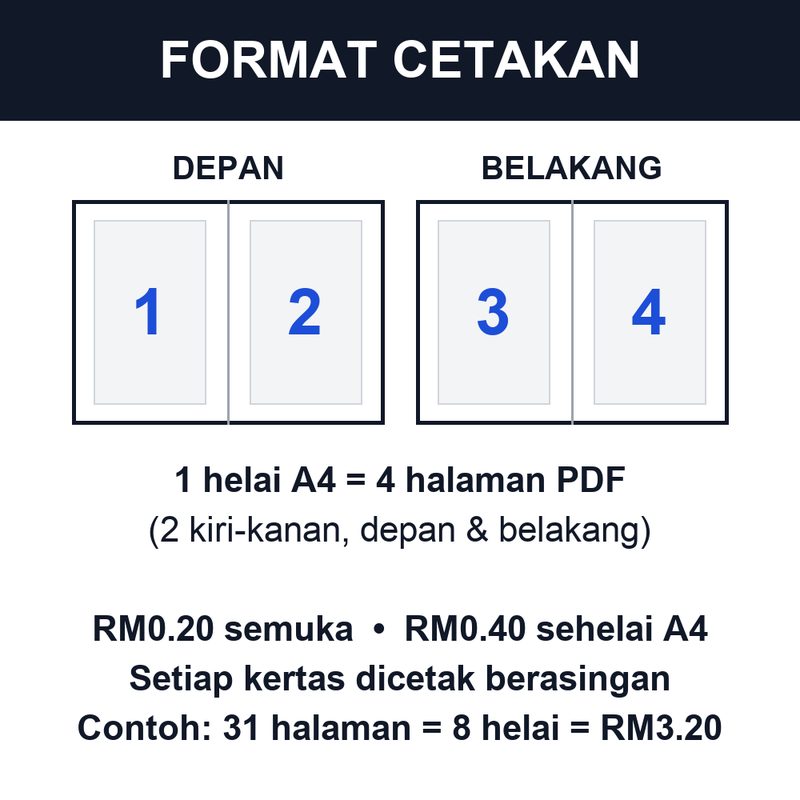 FORMAT CETAKAN
DEPAN
BELAKANG
1
2
3
4
1 helai A4 = 4 halaman PDF
(2 kiri-kanan, depan & belakang)
RM0.20 semuka • RM0.40 sehelai A4
Setiap kertas dicetak berasingan
Contoh: 31 halaman = 8 helai = RM3.20